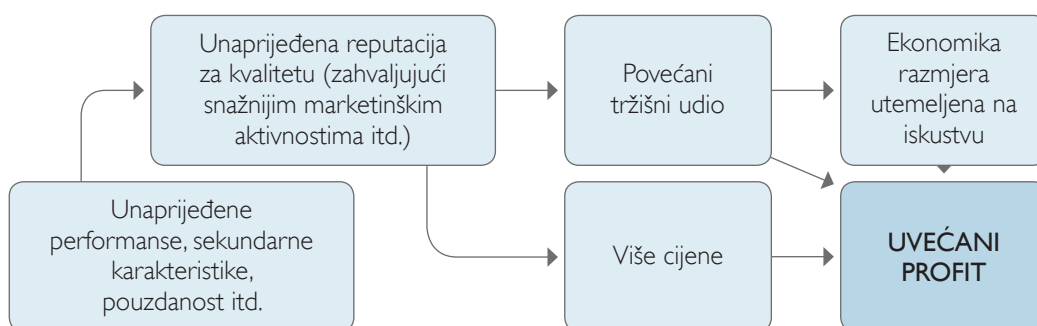 Unaprijeđena reputacija
za kvalitetu (zahvaljujući
snažnijim marketinškim
aktivnostima itd.)
Povećani
tržišni udio
Ekonomika
razmjera
utemeljena na
iskustvu
Unaprijeđene
performanse, sekundarne
karakteristike,
pouzdanost itd.
Više cijene
UVEĆANI
PROFIT